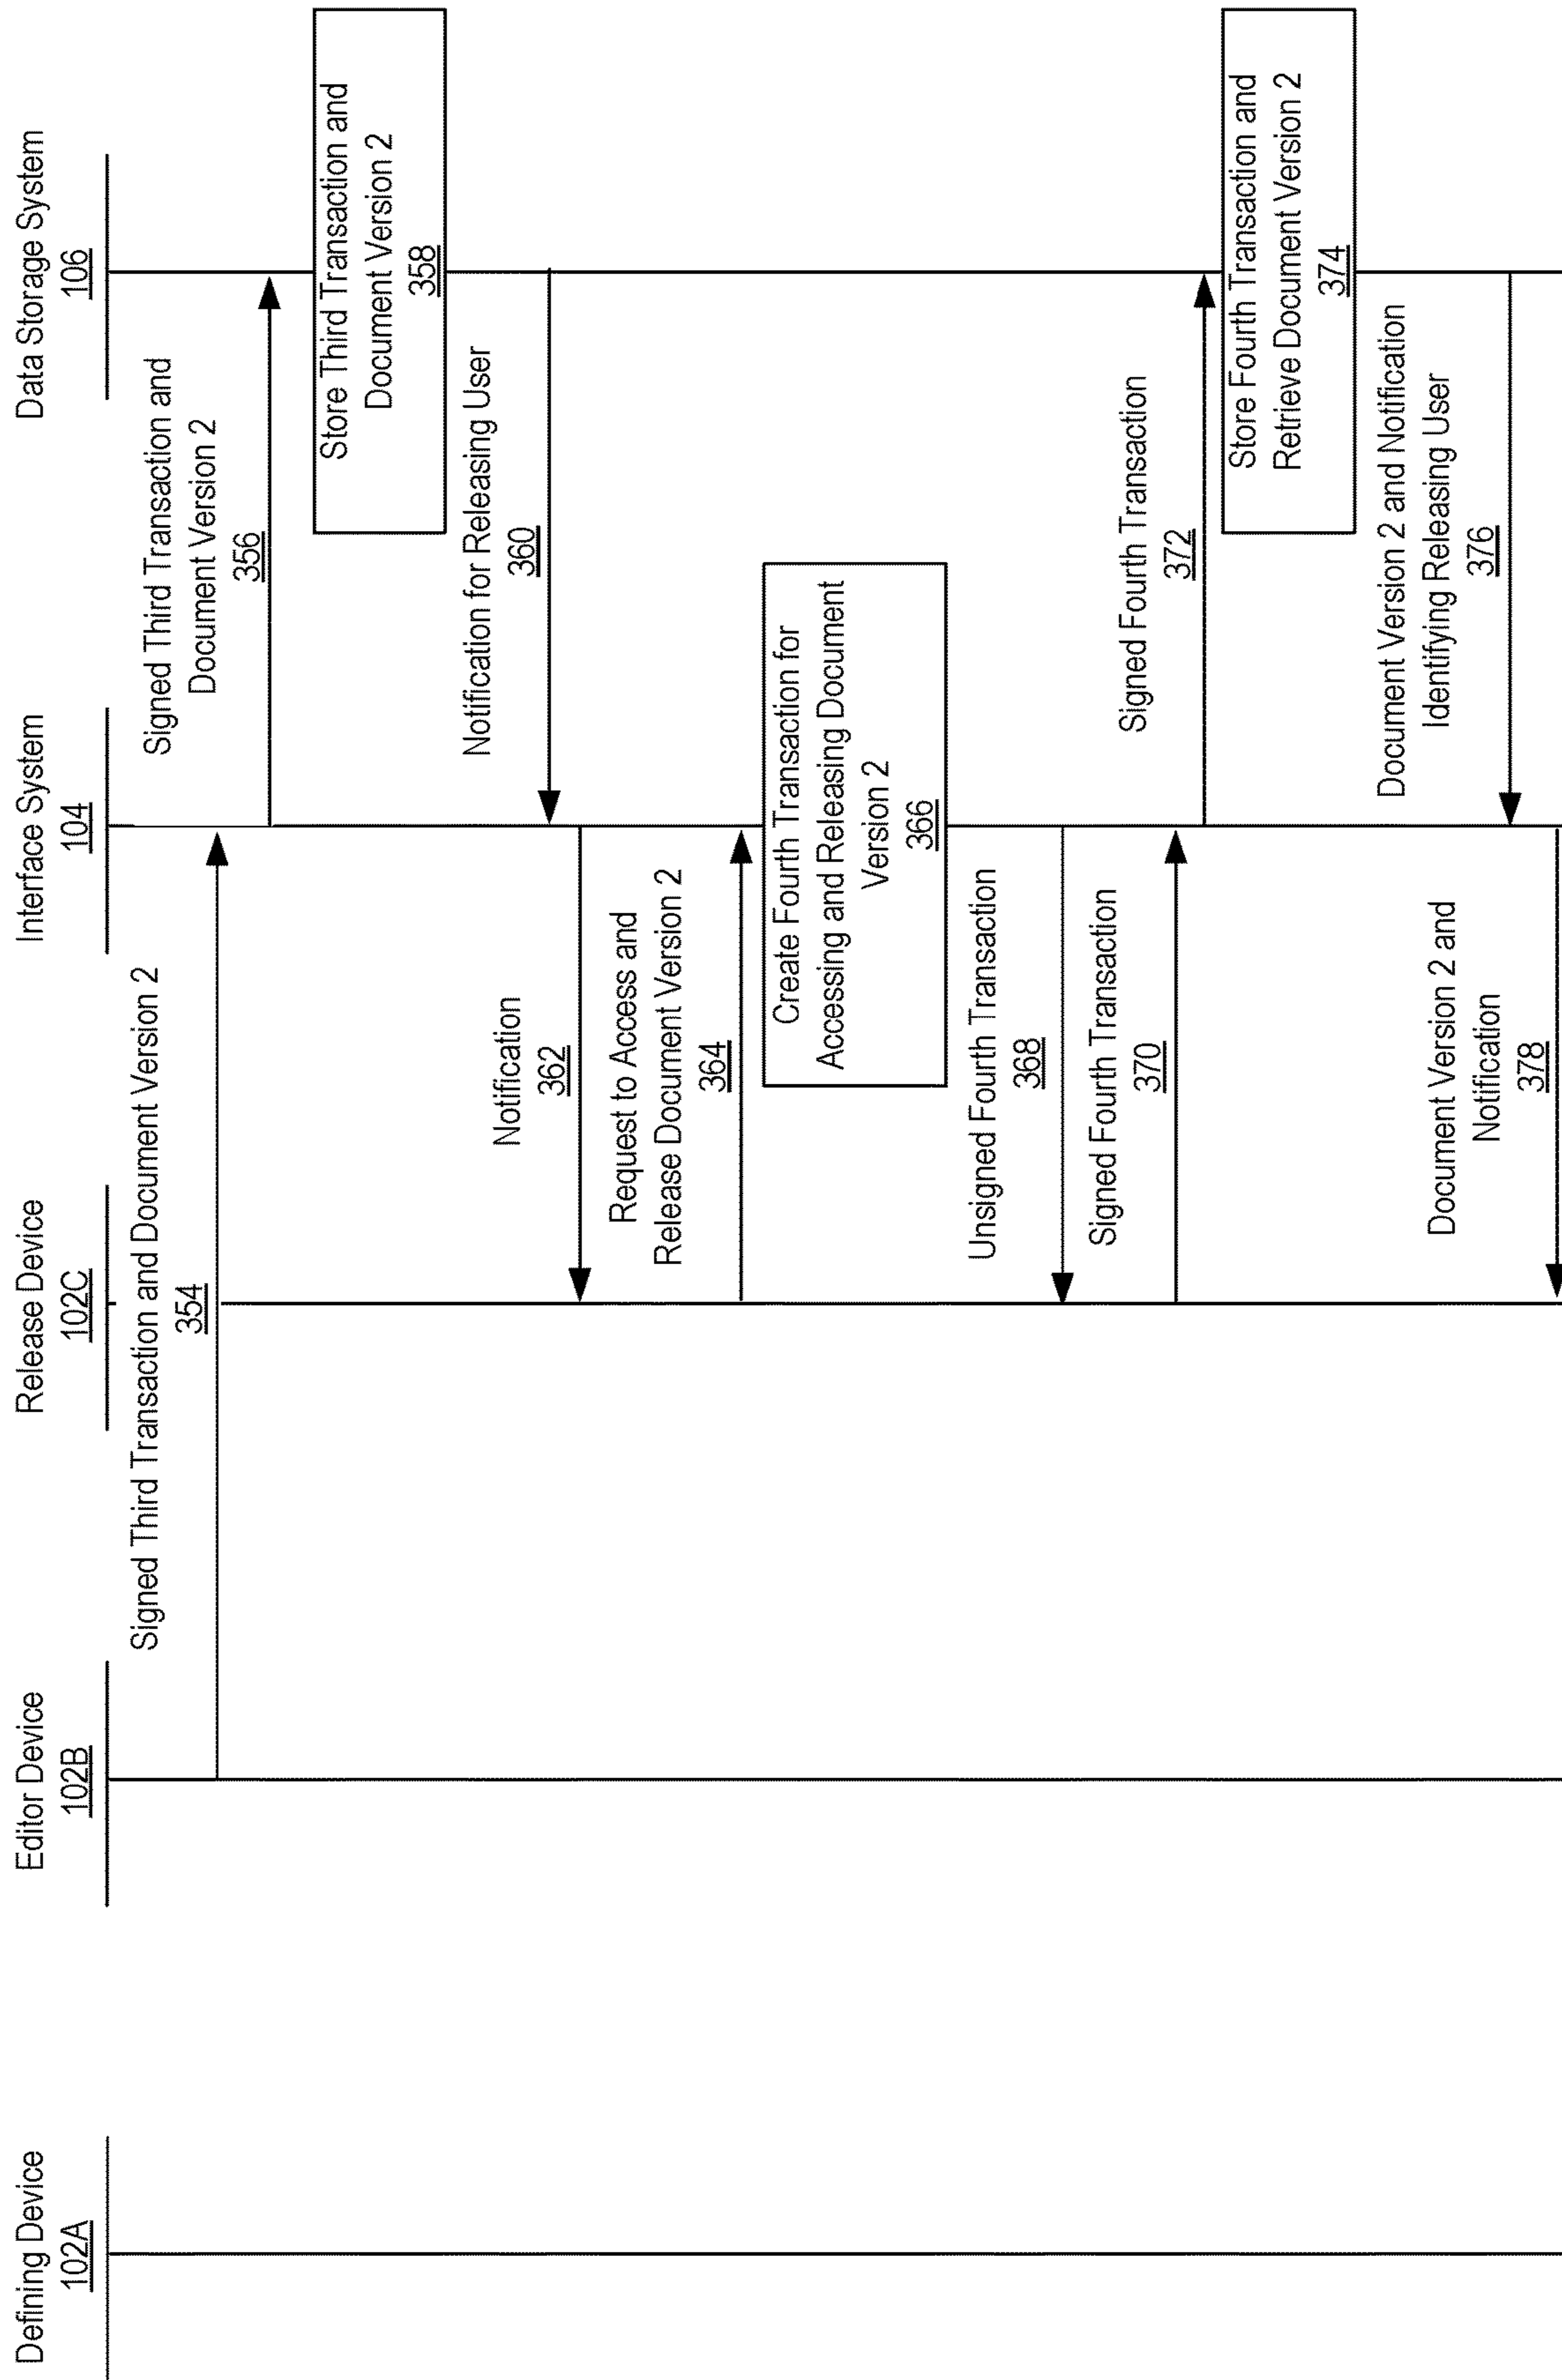 Defining Device
102A
Editor Device
102B
Release Device
102C
Interface System
104
Data Storage System
106
Signed Third Transaction and Document Version 2
354
Signed Third Transaction and
Document Version 2
356
Store Third Transaction and
Document Version 2
358
Notification for Releasing User
360
Notification
362
Request to Access and
Release Document Version 2
364
Create Fourth Transaction for
Accessing and Releasing Document
Version 2
366
Unsigned Fourth Transaction
368
Signed Fourth Transaction
370
Signed Fourth Transaction
372
Store Fourth Transaction and
Retrieve Document Version 2
374
Document Version 2 and Notification
Identifying Releasing User
376
Document Version 2 and
Notification
378